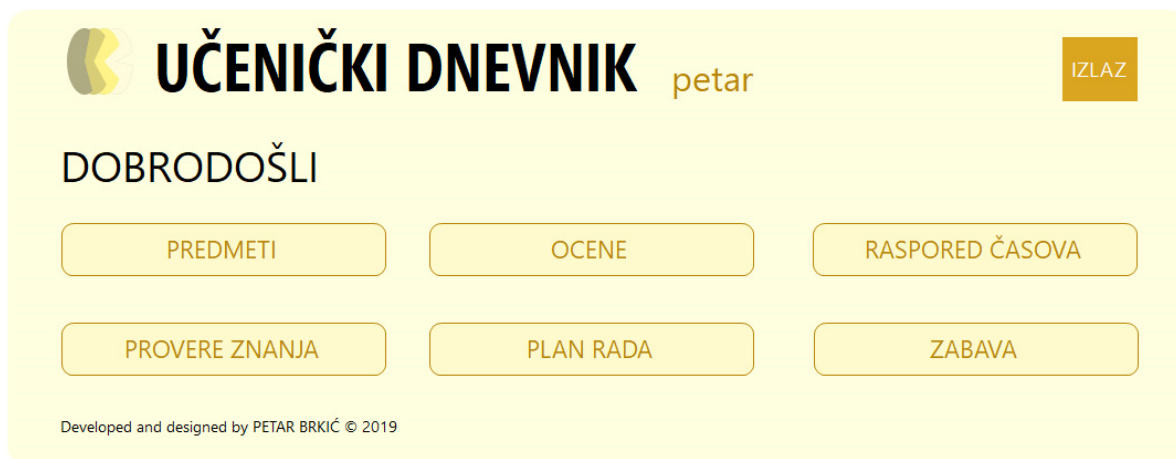 UČENIČKI DNEVNIK petar IZLAZ
DOBRODOŠLI
PREDMETI OCENE RASPORED ČASOVA
PROVERE ZNANJA PLAN RADA ZABAVA
Developed and designed by PETAR BRKIĆ © 2019